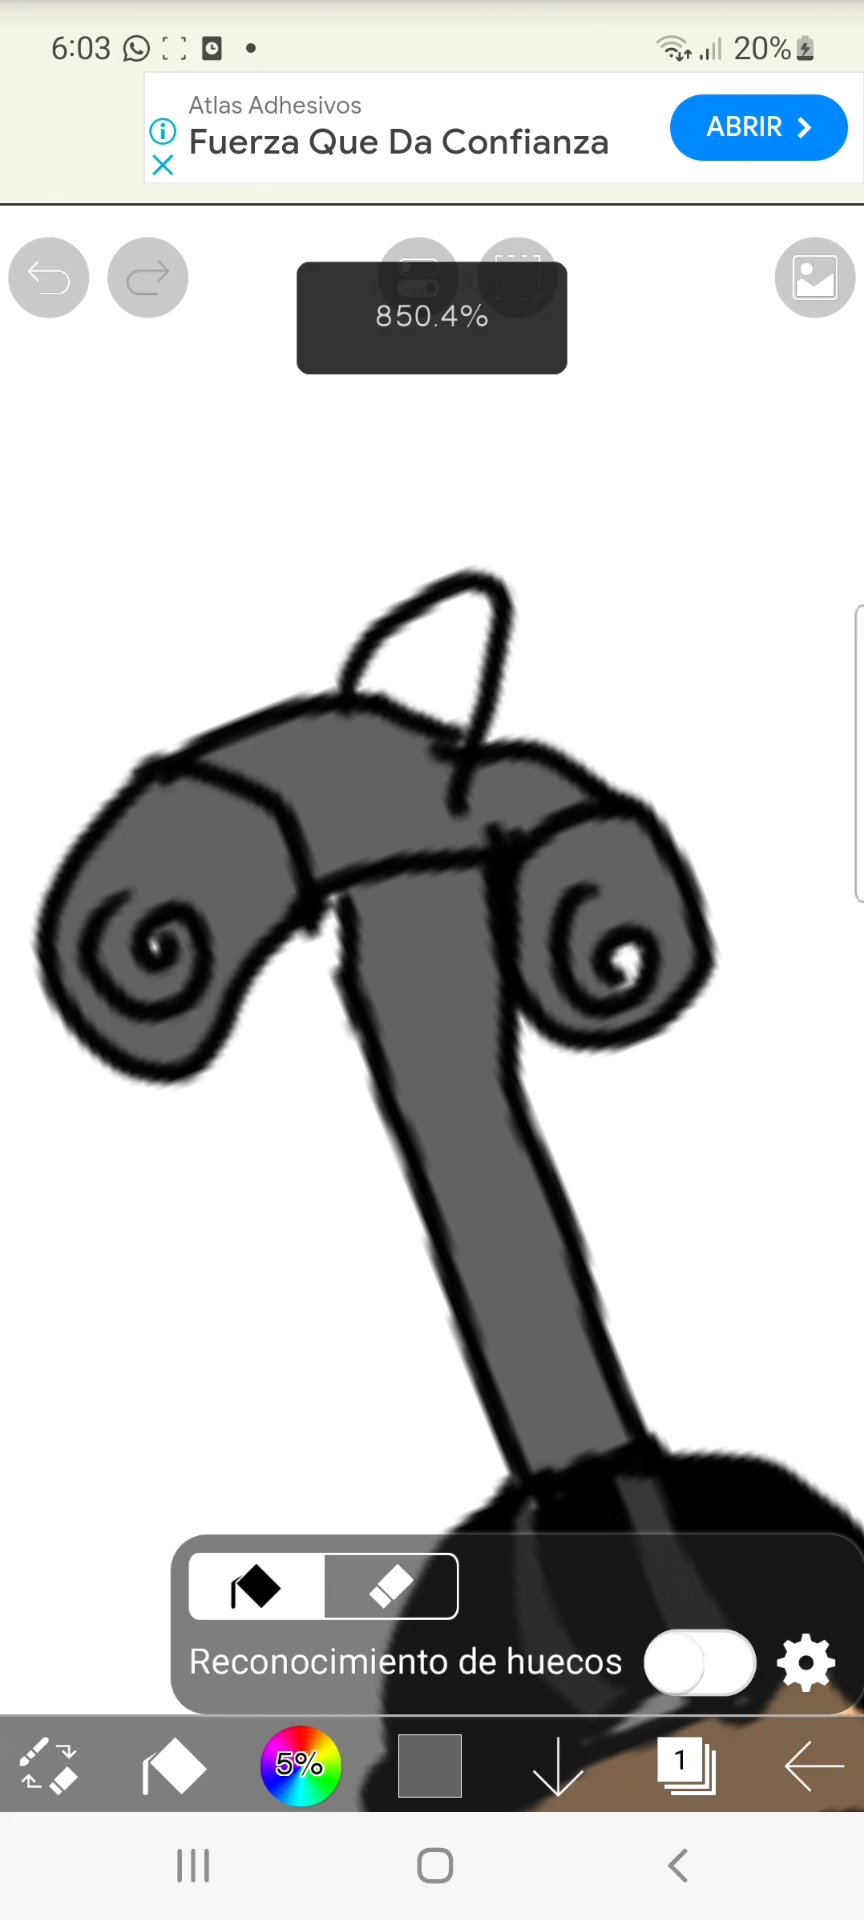 6:03
20%
Atlas Adhesivos
Fuerza Que Da Confianza
ABRIR
850.4%
Reconocimiento de huecos
5%
1